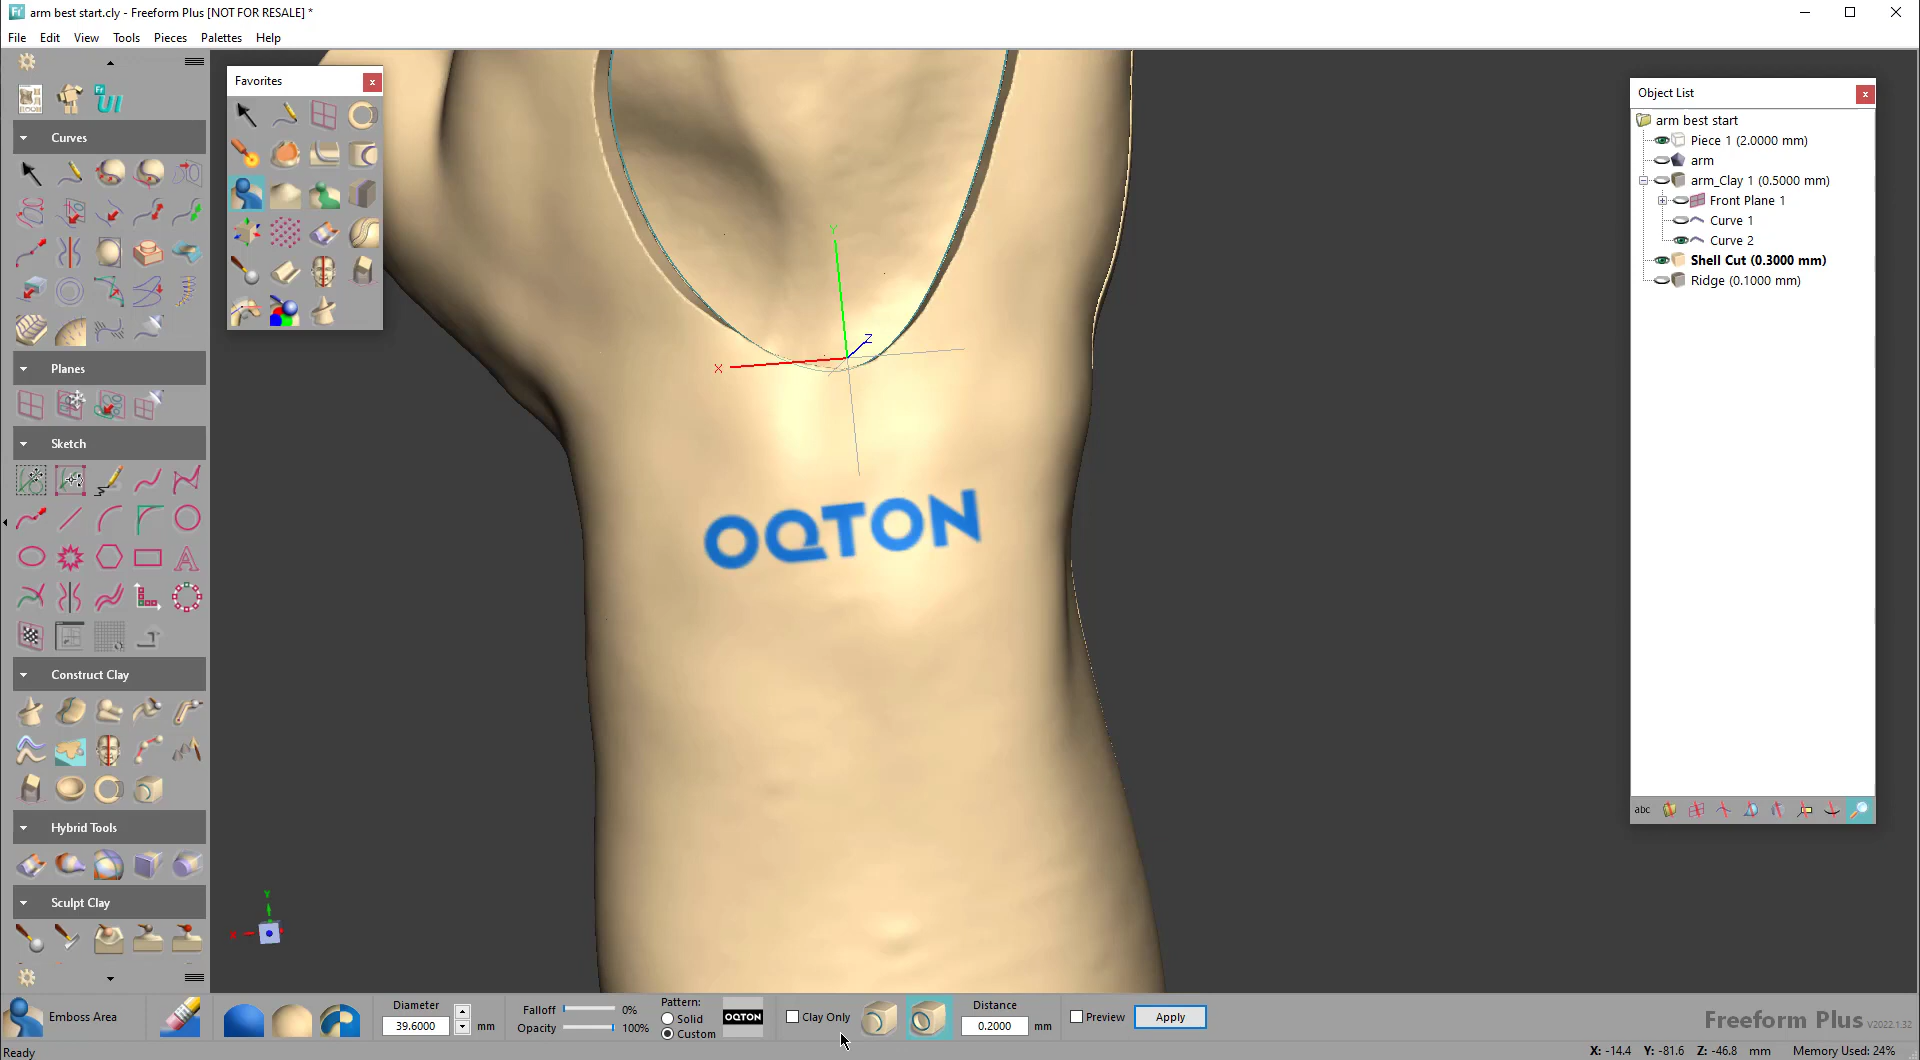 arm best start.cly - Freeform Plus [NOT FOR RESALE] *
File Edit View Tools Pieces Palettes Help
Favorites
Curves
Planes
Sketch
Construct Clay
Hybrid Tools
Sculpt Clay
Y
X
Z
OQTON
Y
X
Object List
arm best start
Piece 1 (2.0000 mm)
arm
arm_Clay 1 (0.5000 mm)
Front Plane 1
Curve 1
Curve 2
Shell Cut (0.3000 mm)
Ridge (0.1000 mm)
abc
Emboss Area
Diameter
39.6000 mm
Falloff 0%
Opacity 100%
Pattern:
Solid
Custom
OQTON
Clay Only
Distance
0.2000 mm
Preview
Apply
Freeform Plus V2022.1.32
Ready
X: -14.4 Y: -81.6 Z: -46.8 mm Memory Used: 24%